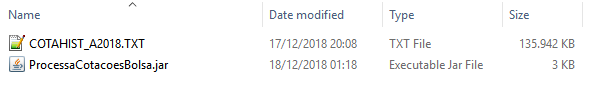 Name Date modified Type Size
COTAHIST_A2018.TXT 17/12/2018 20:08 TXT File 135.942 KB
ProcessaCotacoesBolsa.jar 18/12/2018 01:18 Executable Jar File 3 KB